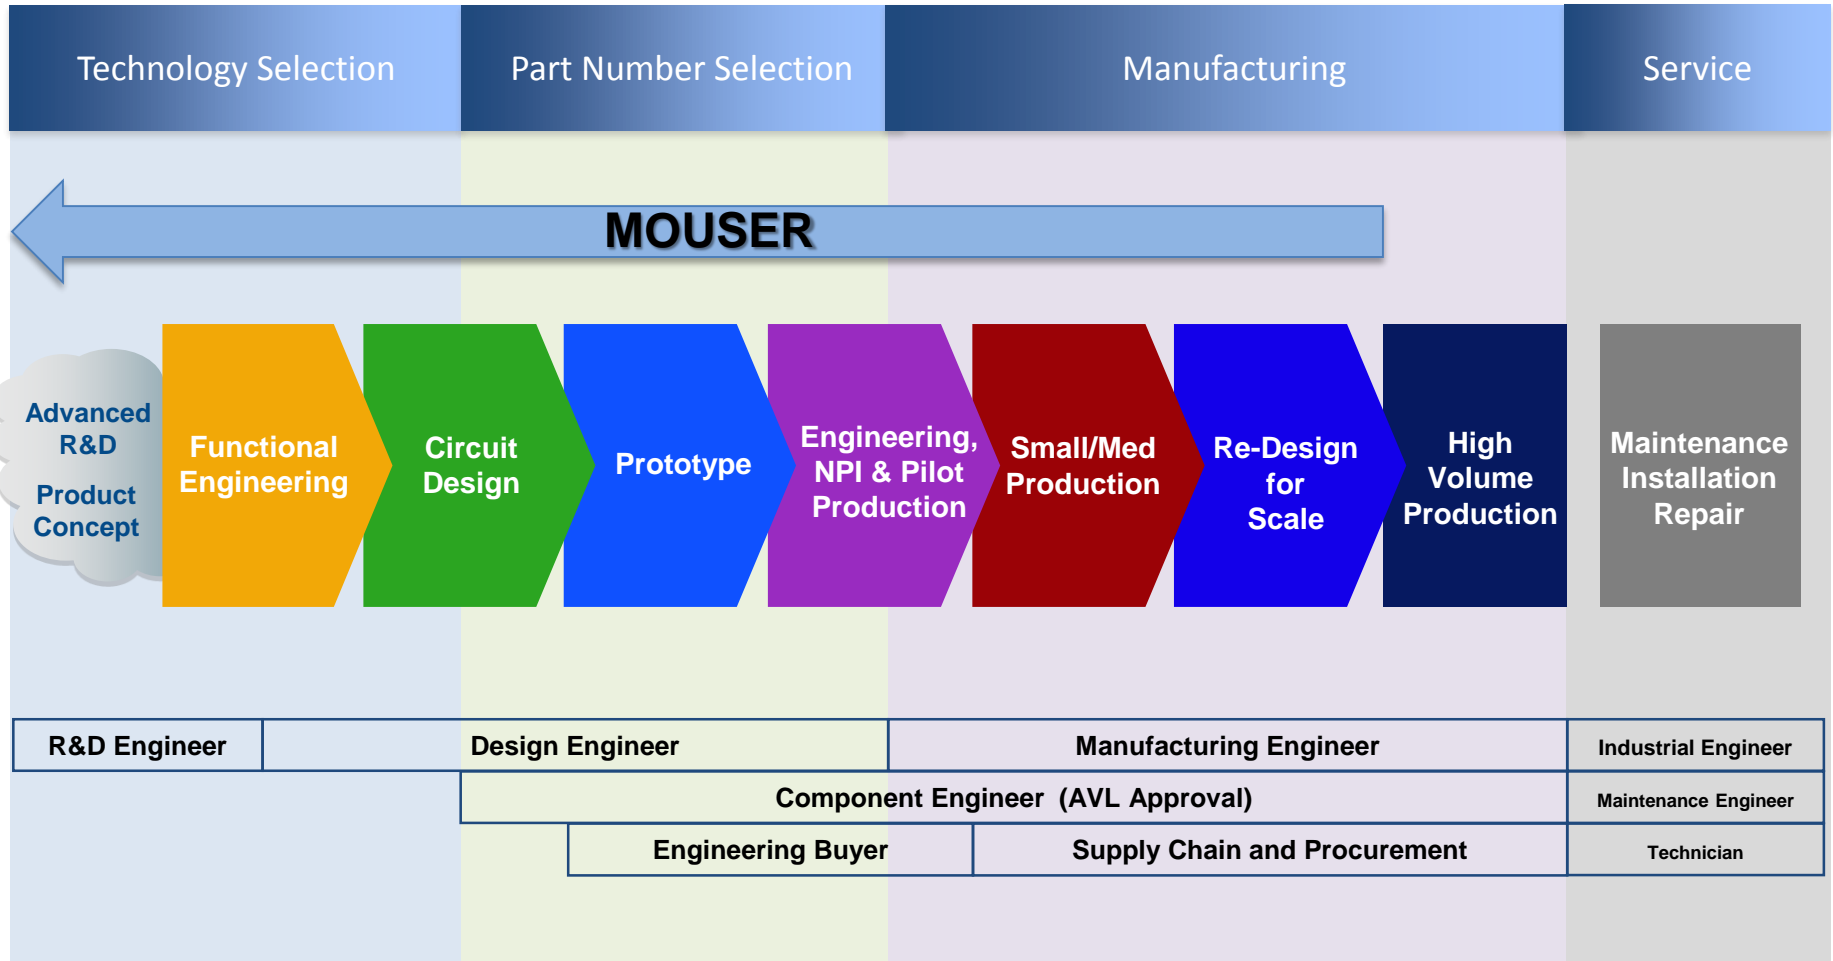 Technology Selection
Part Number Selection
Manufacturing
Service
MOUSER
Advanced
R&D
Product
Concept
Functional
Engineering
Circuit
Design
Prototype
Engineering,
NPI & Pilot
Production
Small/Med
Production
Re-Design
for
Scale
High
Volume
Production
Maintenance
Installation
Repair
R&D Engineer
Design Engineer
Manufacturing Engineer
Industrial Engineer
Component Engineer (AVL Approval)
Maintenance Engineer
Engineering Buyer
Supply Chain and Procurement
Technician